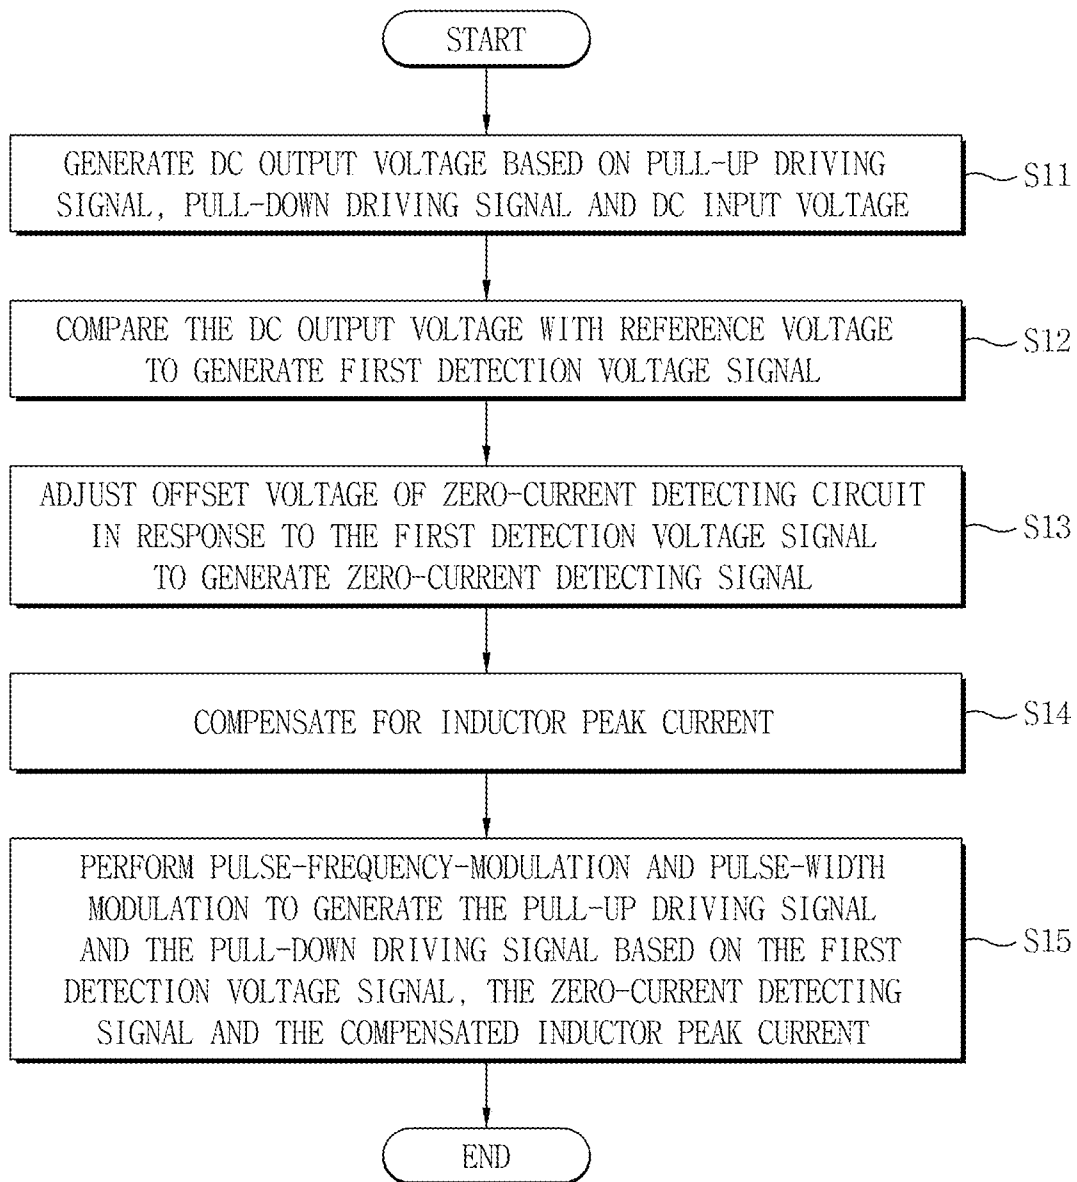 START
GENERATE DC OUTPUT VOLTAGE BASED ON PULL-UP DRIVING
SIGNAL, PULL-DOWN DRIVING SIGNAL AND DC INPUT VOLTAGE
S11
COMPARE THE DC OUTPUT VOLTAGE WITH REFERENCE VOLTAGE
TO GENERATE FIRST DETECTION VOLTAGE SIGNAL
S12
ADJUST OFFSET VOLTAGE OF ZERO-CURRENT DETECTING CIRCUIT
IN RESPONSE TO THE FIRST DETECTION VOLTAGE SIGNAL
TO GENERATE ZERO-CURRENT DETECTING SIGNAL
S13
COMPENSATE FOR INDUCTOR PEAK CURRENT
S14
PERFORM PULSE-FREQUENCY-MODULATION AND PULSE-WIDTH
MODULATION TO GENERATE THE PULL-UP DRIVING SIGNAL
AND THE PULL-DOWN DRIVING SIGNAL BASED ON THE FIRST
DETECTION VOLTAGE SIGNAL, THE ZERO-CURRENT DETECTING
SIGNAL AND THE COMPENSATED INDUCTOR PEAK CURRENT
S15
END